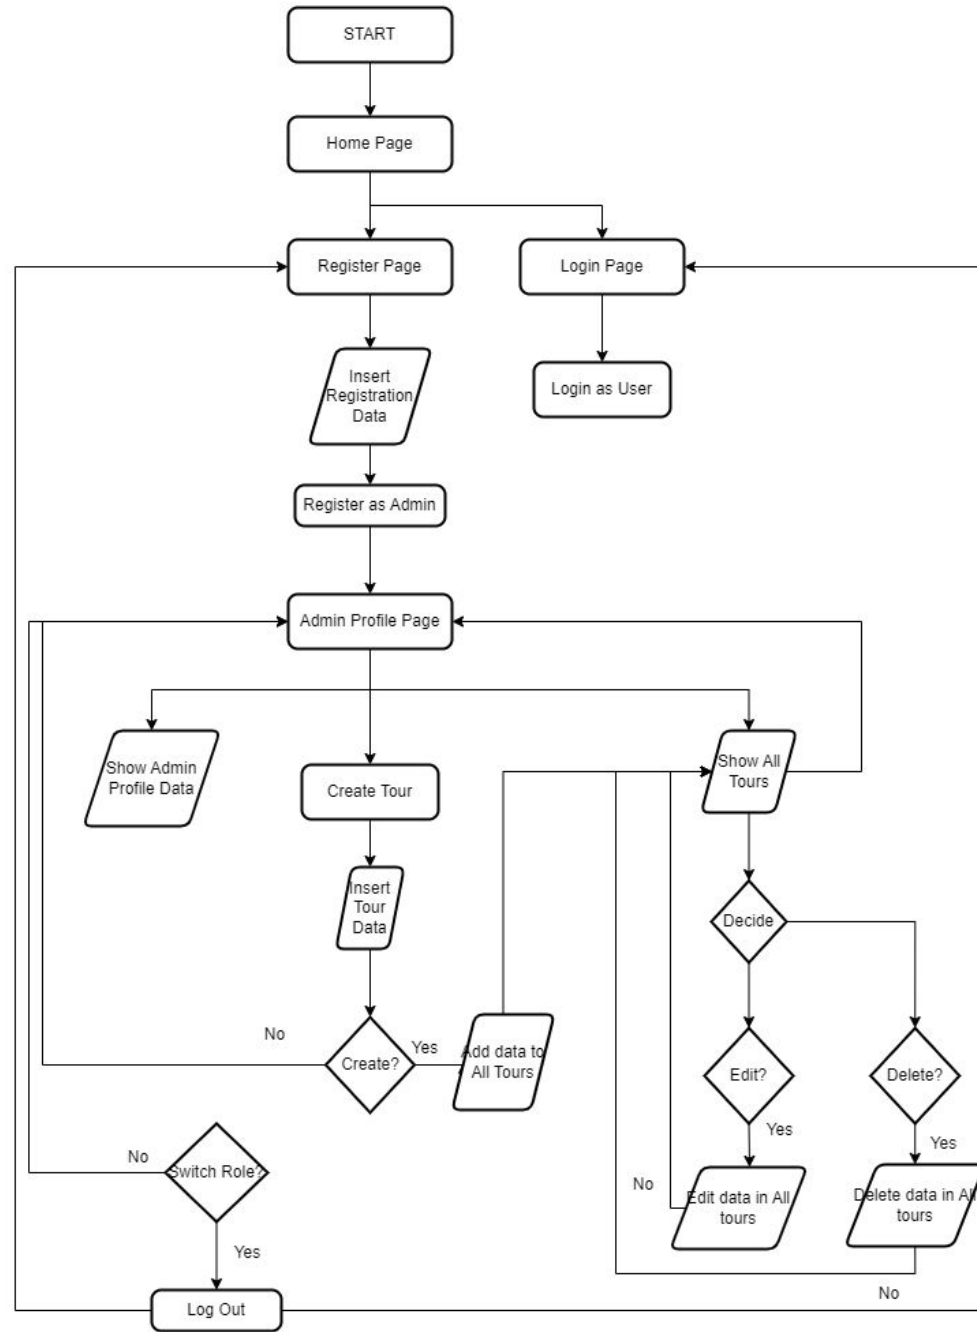 START
Home Page
Register Page
Login Page
Insert
Registration
Data
Login as User
Register as Admin
Admin Profile Page
Show Admin
Profile Data
Create Tour
Show All
Tours
Insert
Tour
Data
Decide
No
Create?
Yes
Add data to
All Tours
Edit?
Delete?
Yes
Yes
No
Switch Role?
No
Edit data in All
tours
Delete data in All
tours
Yes
No
Log Out